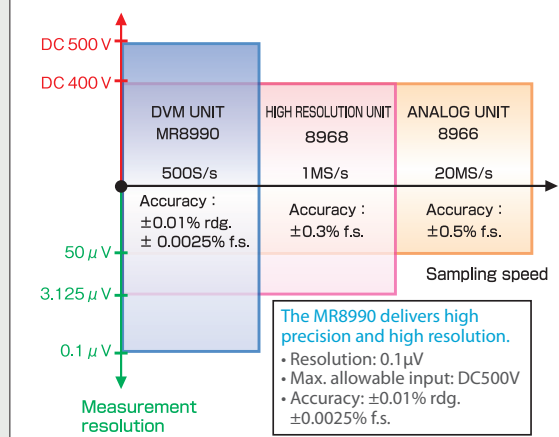 DC 500 V
DC 400 V
DVM UNIT
MR8990
500S/s
Accuracy :
±0.01% rdg.
± 0.0025% f.s.
HIGH RESOLUTION UNIT
8968
1MS/s
Accuracy :
±0.3% f.s.
ANALOG UNIT
8966
20MS/s
Accuracy :
±0.5% f.s.
50 μ V
3.125 μ V
0.1 μ V
Sampling speed
Measurement
resolution
The MR8990 delivers high
precision and high resolution.
• Resolution: 0.1μV
• Max. allowable input: DC500V
• Accuracy: ±0.01% rdg.
±0.0025% f.s.